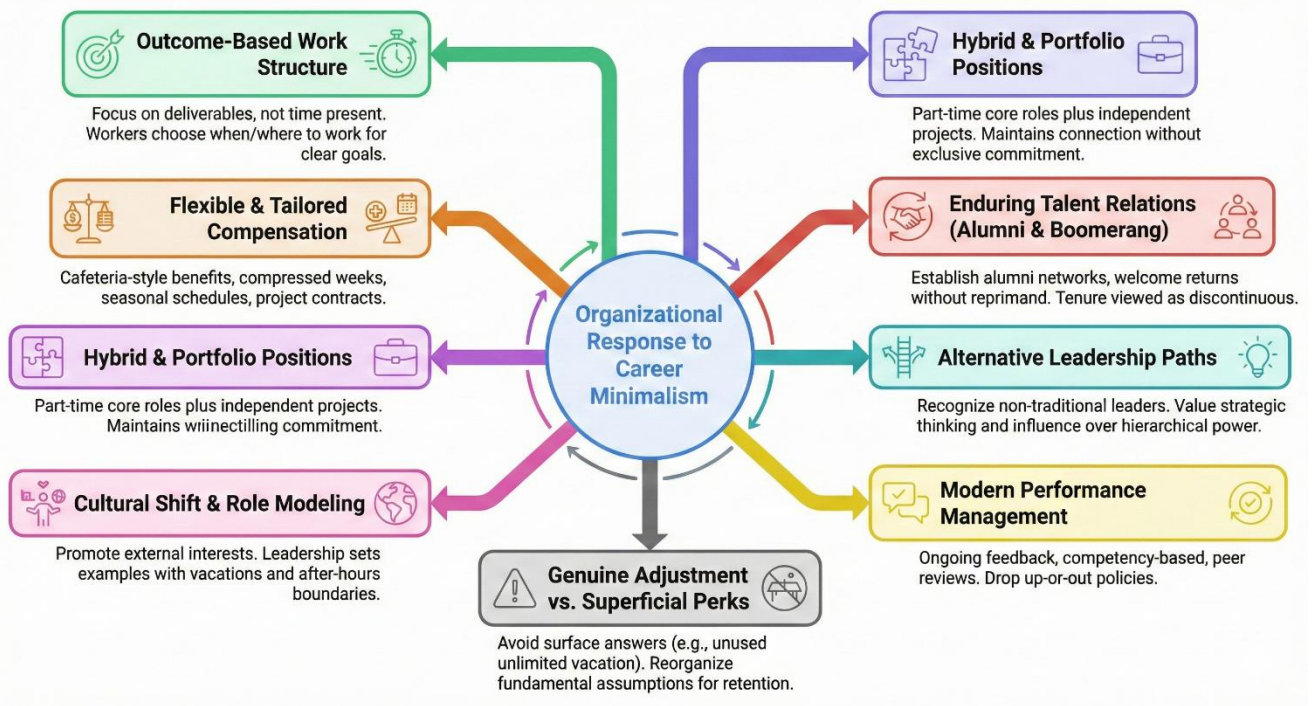 Outcome-Based Work
Structure
Focus on deliverables, not time present.
Workers choose when/where to work for
clear goals.
Flexible & Tailored
Compensation
Cafeteria-style benefits, compressed weeks,
seasonal schedules, project contracts.
Hybrid & Portfolio Positions
Part-time core roles plus independent projects.
Maintains commitment.
Cultural Shift & Role Modeling
Promote external interests. Leadership sets
examples with vacations and after-hours
boundaries.
Organizational
Response to
Career
Minimalism
Genuine Adjustment
vs. Superficial Perks
Avoid surface answers (e.g., unused
unlimited vacation). Reorganize
fundamental assumptions for retention.
Hybrid & Portfolio
Positions
Part-time core roles plus independent
projects. Maintains connection without
exclusive commitment.
Enduring Talent Relations
(Alumni & Boomerang)
Establish alumni networks, welcome returns
without reprimand. Tenure viewed as discontinuous.
Alternative Leadership Paths
Recognize non-traditional leaders. Value strategic
thinking and influence over hierarchical power.
Modern Performance
Management
Ongoing feedback, competency-based, peer
reviews. Drop up-or-out policies.